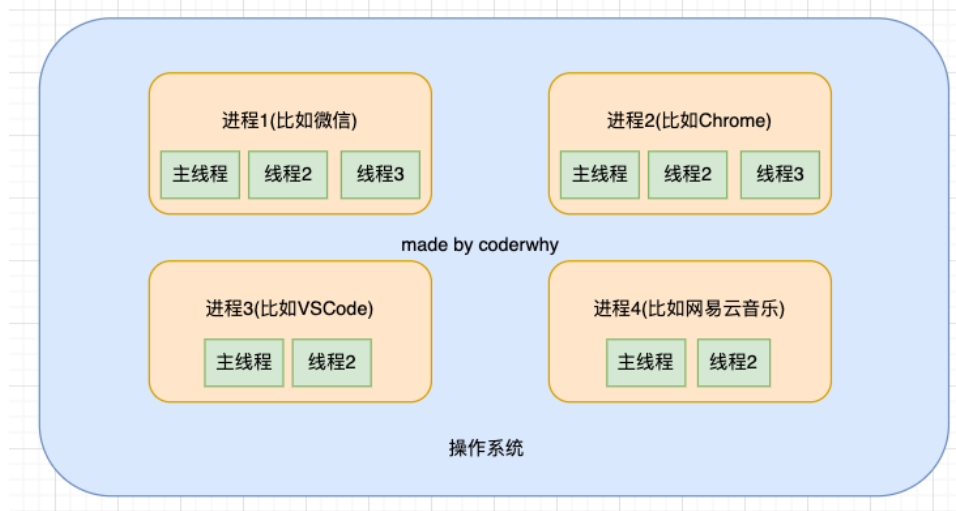 进程1(比如微信)
主线程 线程2 线程3
进程2(比如Chrome)
主线程 线程2 线程3
made by coderwhy
进程3(比如VSCode)
主线程 线程2
进程4(比如网易云音乐)
主线程 线程2
操作系统